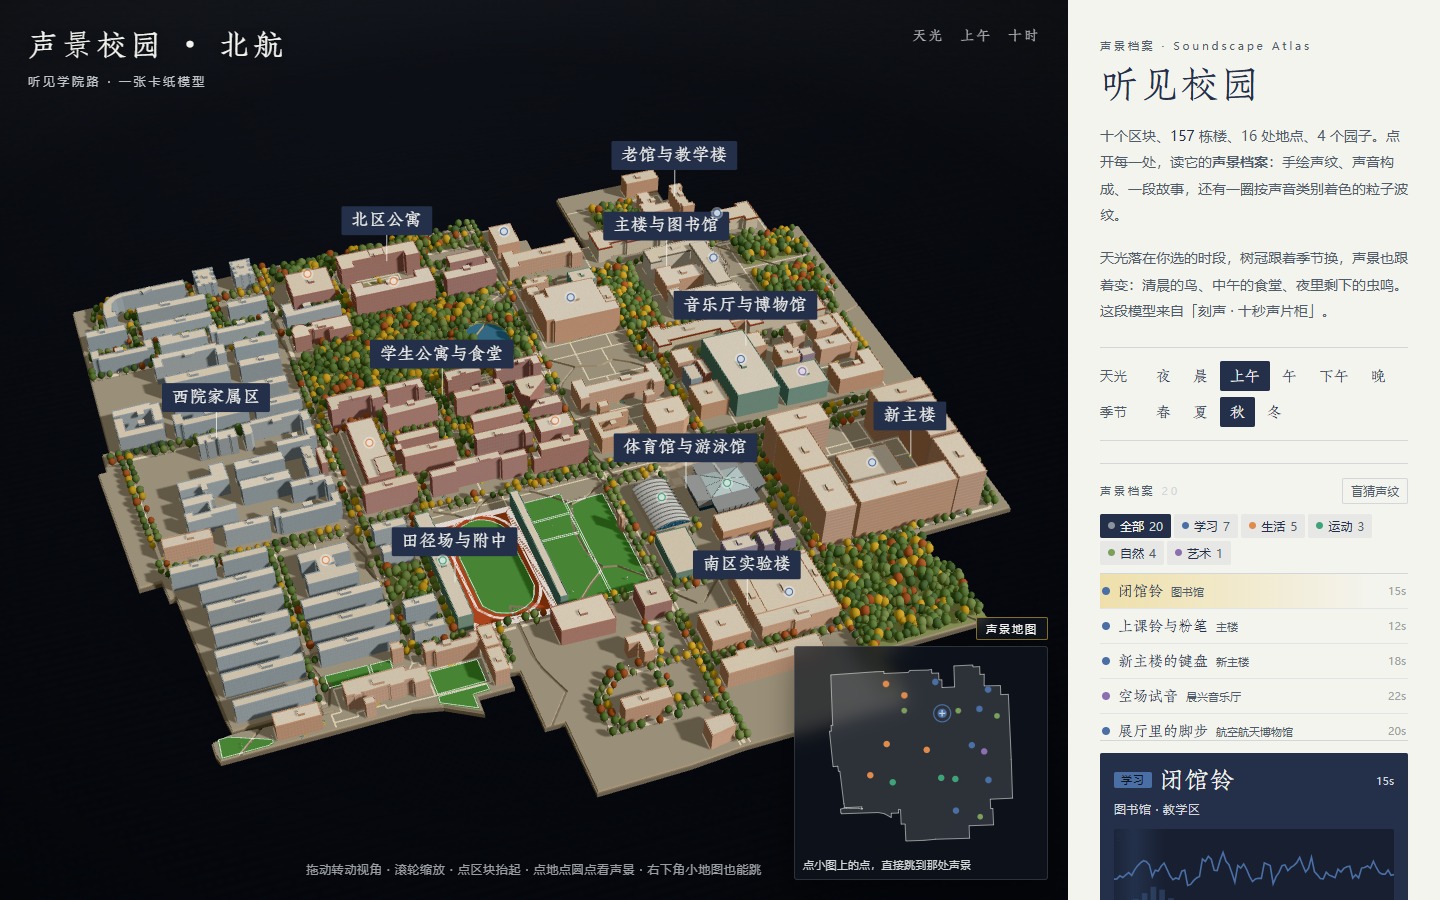 声景校园 · 北航
听见学院路 · 一张卡纸模型
天光 上午 十时
老馆与教学楼
北区公寓
主楼与图书馆
音乐厅与博物馆
学生公寓与食堂
西院家属区
新主楼
体育馆与游泳馆
田径场与附中
南区实验楼
声景地图
点小图上的点，直接跳到那处声景
拖动转动视角 · 滚轮缩放 · 点区块抬起 · 点地点圆点看声景 · 右下角小地图也能跳
声景档案 · Soundscape Atlas
听见校园
十个区块、157 栋楼、16 处地点、4 个园子。点
开每一处，读它的声景档案：手绘声纹、声音构
成、一段故事，还有一圈按声音类别着色的粒子波
纹。
天光落在你选的时段，树冠跟着季节换，声景也跟
着变：清晨的鸟、中午的食堂、夜里剩下的虫鸣。
这段模型来自「刻声 · 十秒声片相」。
天光 夜 晨 上午 午 下午 晚
季节 春 夏 秋 冬
声景档案 20 盲猜声纹
全部 20 学习 7 生活 5 运动 3
自然 4 艺术 1
闭馆铃 图书馆 15s
上课铃与粉笔 主楼 12s
新主楼的键盘 新主楼 18s
空场试音 晨兴音乐厅 22s
展厅里的脚步 航空航天博物馆 20s
学习 闭馆铃 15s
图书馆 · 教学区